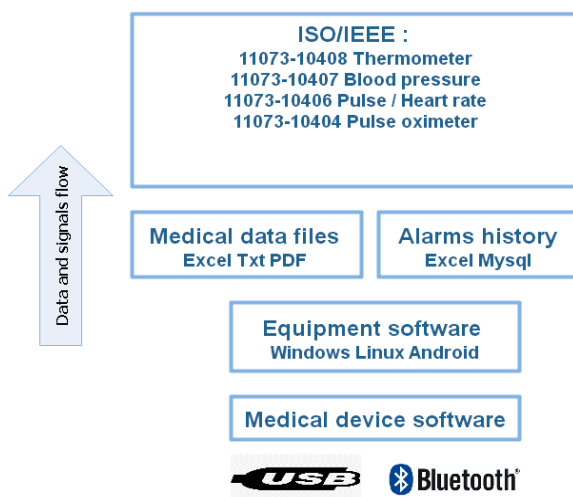 ISO/IEEE :
11073-10408 Thermometer
11073-10407 Blood pressure
11073-10406 Pulse / Heart rate
11073-10404 Pulse oximeter
Data and signals flow
Medical data files
Excel Txt PDF
Alarms history
Excel Mysql
Equipment software
Windows Linux Android
Medical device software
USB
Bluetooth®